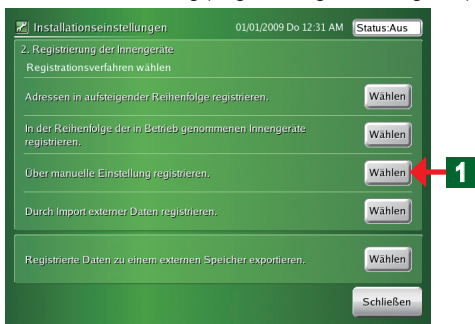 Installationseinstellungen 01/01/2009 Do 12:31 AM Status:Aus
2. Registrierung der Innengeräte
Registrationsverfahren wählen
Adressen in aufsteigender Reihenfolge registrieren. Wählen
In der Reihenfolge der in Betrieb genommenen Innengeräte
registrieren. Wählen
Über manuelle Einstellung registrieren. Wählen 1
Durch Import externer Daten registrieren. Wählen
Registrierte Daten zu einem externen Speicher exportieren. Wählen
Schließen